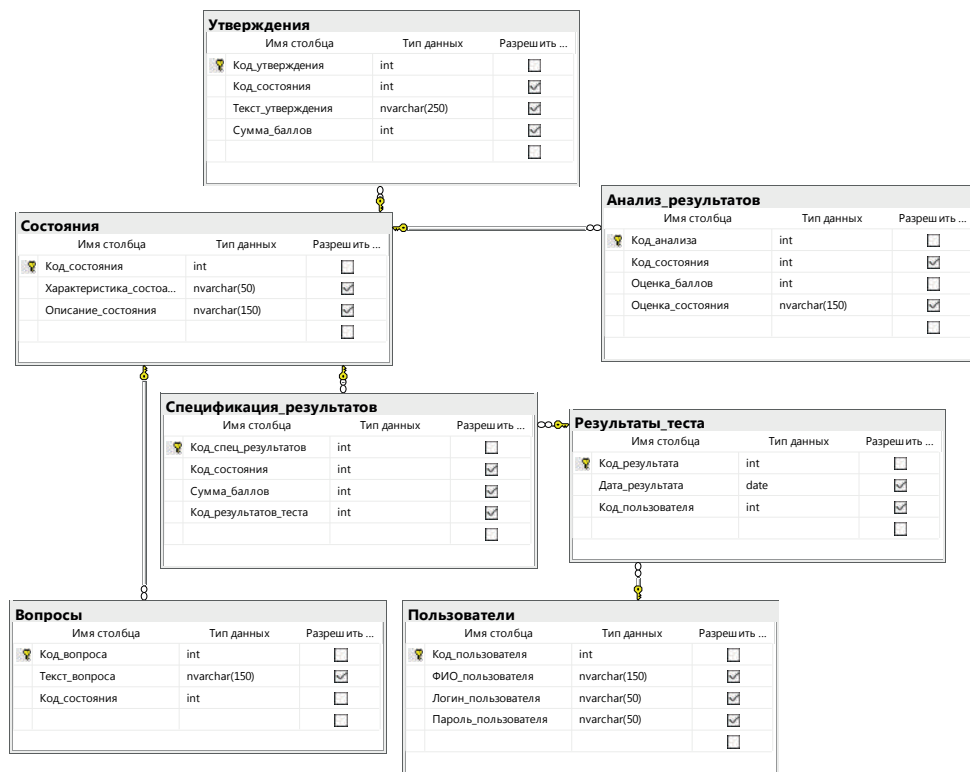 Утверждения
Имя столбца Тип данных Разрешить ...
Код_утверждения int
Код_состояния int
Текст_утверждения nvarchar(250)
Сумма_баллов int
Анализ_результатов
Имя столбца Тип данных Разрешить ...
Код_анализа int
Код_состояния int
Оценка_баллов int
Оценка_состояния nvarchar(150)
Состояния
Имя столбца Тип данных Разрешить ...
Код_состояния int
Характеристика_состоа... nvarchar(50)
Описание_состояния nvarchar(150)
Спецификация_результатов
Имя столбца Тип данных Разрешить ...
Код_спец_результатов int
Код_состояния int
Сумма_баллов int
Код_результатов_теста int
Результаты_теста
Имя столбца Тип данных Разрешить ...
Код_результата int
Дата_результата date
Код_пользователя int
Вопросы
Имя столбца Тип данных Разрешить ...
Код_вопроса int
Текст_вопроса nvarchar(150)
Код_состояния int
Пользователи
Имя столбца Тип данных Разрешить ...
Код_пользователя int
ФИО_пользователя nvarchar(150)
Логин_пользователя nvarchar(50)
Пароль_пользователя nvarchar(50)